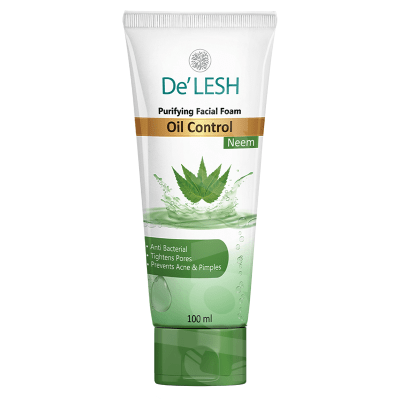 De' LESH
Purifying Facial Foam
Oil Control
Neem
• Anti Bacterial
• Tightens Pores
• Prevents Acne & Pimples
100 ml